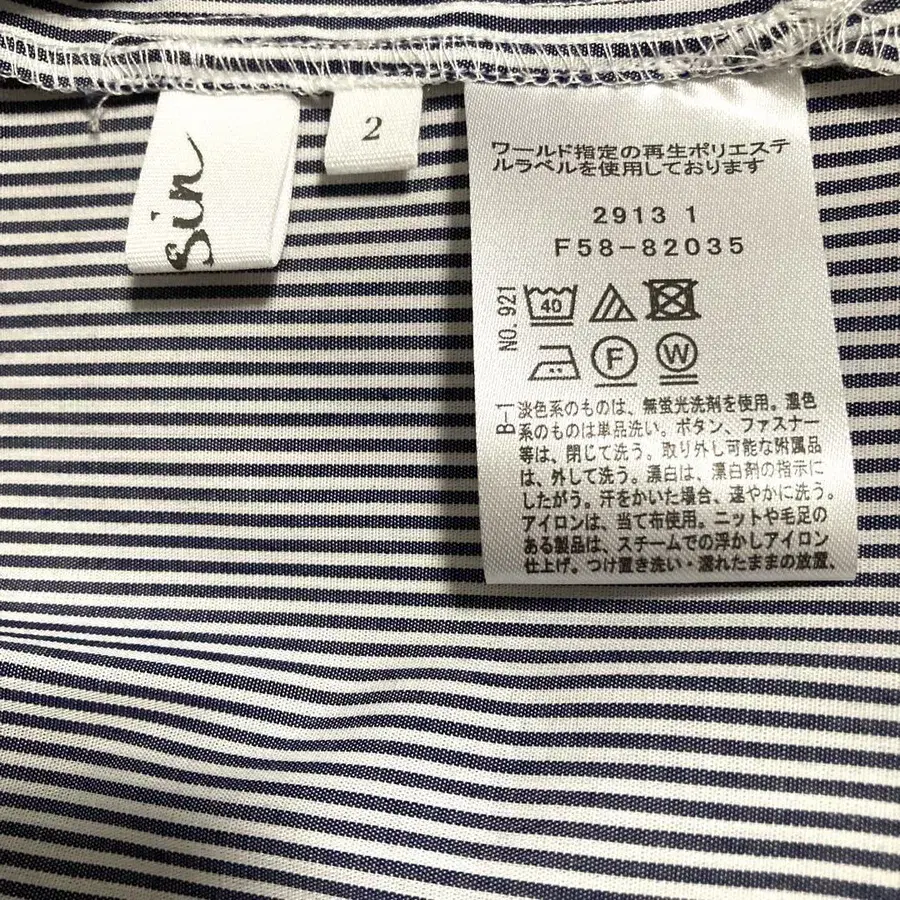 sin
2
ワールド指定の再生ポリエステ
ルラベルを使用しております
2913 1
F58-82035
NO. 921
40
F
W
B-1
淡色系のものは、無蛍光洗剤を使用。濃色
系のものは単品洗い。ボタン、ファスナー
等は、閉じて洗う。取り外し可能な附属品
は、外して洗う。漂白は、漂白剤の指示に
したがう。汗をかいた場合、速やかに洗う。
アイロンは、当て布使用。ニットや毛足の
ある製品は、スチームでの浮かしアイロン
仕上げ。つけ置き洗い・濡れたままの放置、